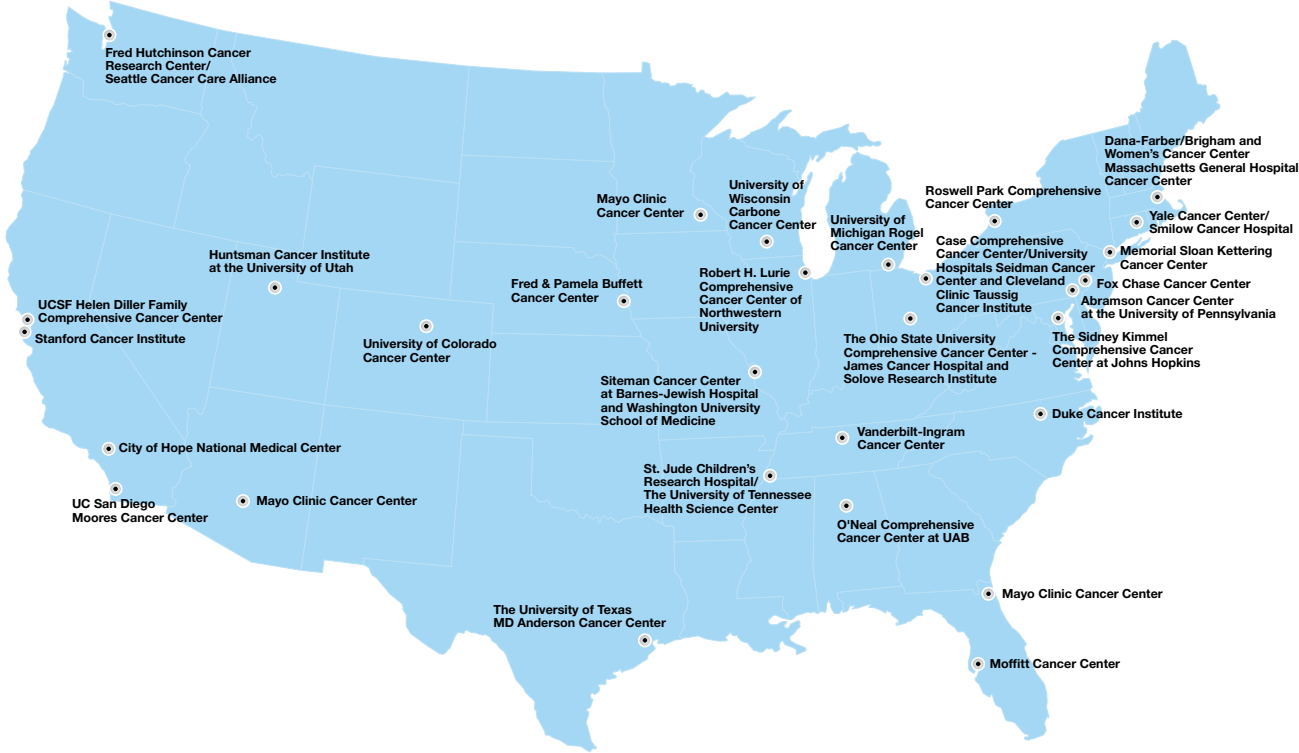 Fred Hutchinson Cancer
Research Center/
Seattle Cancer Care Alliance
Dana-Farber/Brigham and
Women's Cancer Center
Massachusetts General Hospital
Cancer Center
Mayo Clinic
Cancer Center
University of
Wisconsin
Carbone
Cancer Center
University of
Michigan Rogel
Cancer Center
Roswell Park Comprehensive
Cancer Center
Yale Cancer Center/
Smilow Cancer Hospital
Huntsman Cancer Institute
at the University of Utah
Fred & Pamela Buffett
Cancer Center
Robert H. Lurie
Comprehensive
Cancer Center of
Northwestern
University
Case Comprehensive
Cancer Center/University
Hospitals Seidman Cancer
Center and Cleveland
Clinic Taussig
Cancer Institute
Memorial Sloan Kettering
Cancer Center
Fox Chase Cancer Center
Abramson Cancer Center
at the University of Pennsylvania
UCSF Helen Diller Family
Comprehensive Cancer Center
Stanford Cancer Institute
University of Colorado
Cancer Center
The Ohio State University
Comprehensive Cancer Center -
James Cancer Hospital and
Solove Research Institute
The Sidney Kimmel
Comprehensive Cancer
Center at Johns Hopkins
Siteman Cancer Center
at Barnes-Jewish Hospital
and Washington University
School of Medicine
Duke Cancer Institute
Vanderbilt-Ingram
Cancer Center
City of Hope National Medical Center
St. Jude Children's
Research Hospital/
The University of Tennessee
Health Science Center
UC San Diego
Moores Cancer Center
Mayo Clinic Cancer Center
O'Neal Comprehensive
Cancer Center at UAB
Mayo Clinic Cancer Center
The University of Texas
MD Anderson Cancer Center
Moffitt Cancer Center